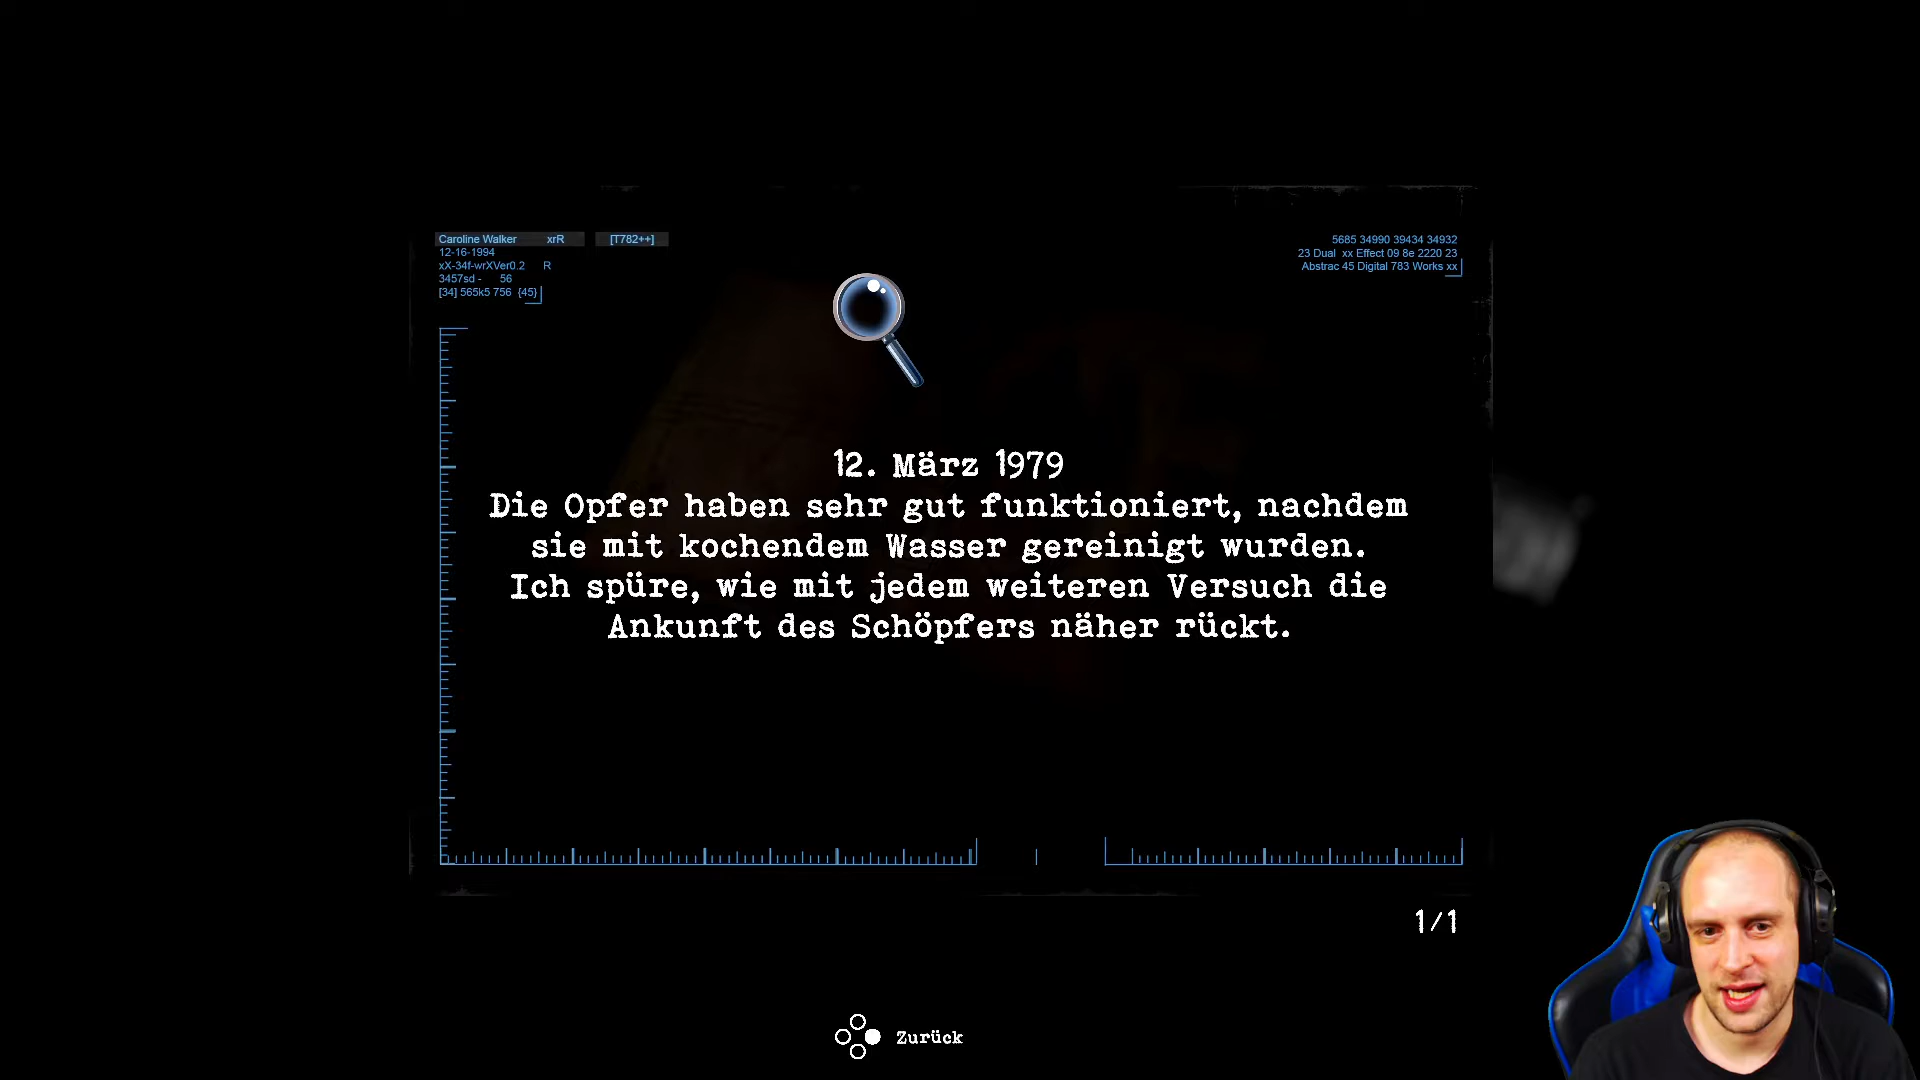 Caroline Walker xrR [T782++]
12-16-1994
xX-34f-wrXVer0.2 R
3457sd - 56
[34] 565k5 756 {45}
5685 34990 39434 34932
23 Dual xx Effect 09 8e 2220 23
Abstrac 45 Digital 783 Works xx
12. März 1979
Die Opfer haben sehr gut funktioniert, nachdem
sie mit kochendem Wasser gereinigt wurden.
Ich spüre, wie mit jedem weiteren Versuch die
Ankunft des Schöpfers näher rückt.
1/1
Zurück